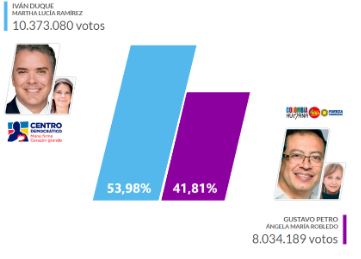 IVÁN DUQUE
MARTHA LUCÍA RAMÍREZ
10.373.080 votos
CENTRO
DEMOCRÁTICO
Mano firme
Corazón grande
53,98%
41,81%
COLOMBIA
HUMANA
GUSTAVO PETRO
ÁNGELA MARÍA ROBLEDO
8.034.189 votos